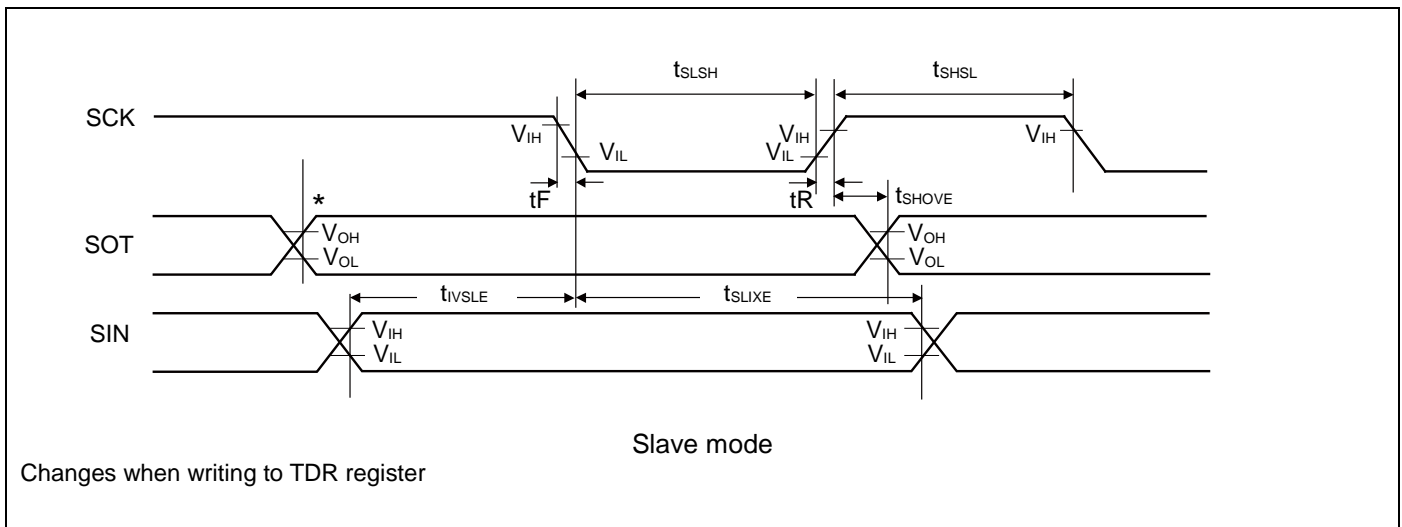 tSLSH tSHSL
SCK
VIH VIL VIL VIH VIH
tF tR tSHOVE
*
SOT
VOH VOH
VOL VOL
tIVSLE tSLIXE
SIN
VIH VIH
VIL VIL
Slave mode
Changes when writing to TDR register